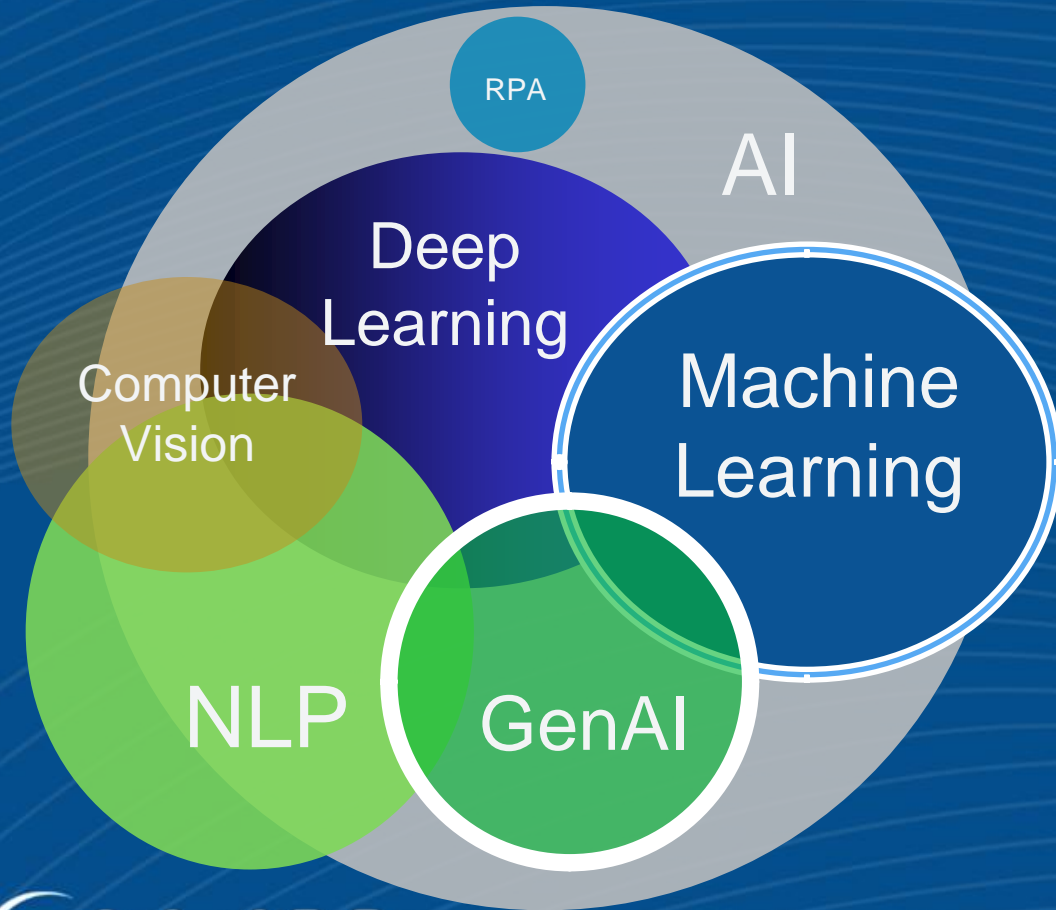 RPA
AI
Deep
Learning
Computer
Vision
Machine
Learning
NLP
GenAI